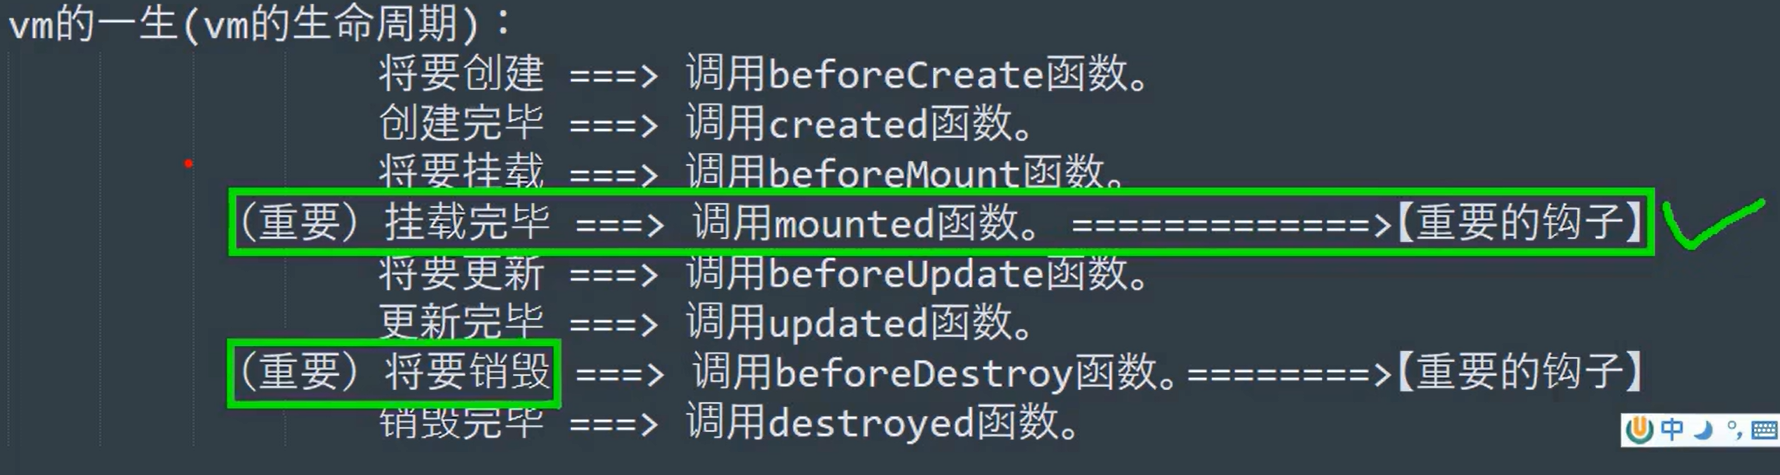 vm的一生(vm的生命周期)：
将要创建 ===> 调用beforeCreate函数。
创建完毕 ===> 调用created函数。
将要挂载 ===> 调用beforeMount函数。
（重要）挂载完毕 ===> 调用mounted函数。=============>【重要的钩子】
将要更新 ===> 调用beforeUpdate函数。
更新完毕 ===> 调用updated函数。
（重要）将要销毁 ===> 调用beforeDestroy函数。========>【重要的钩子】
销毁完毕 ===> 调用destroyed函数。
中